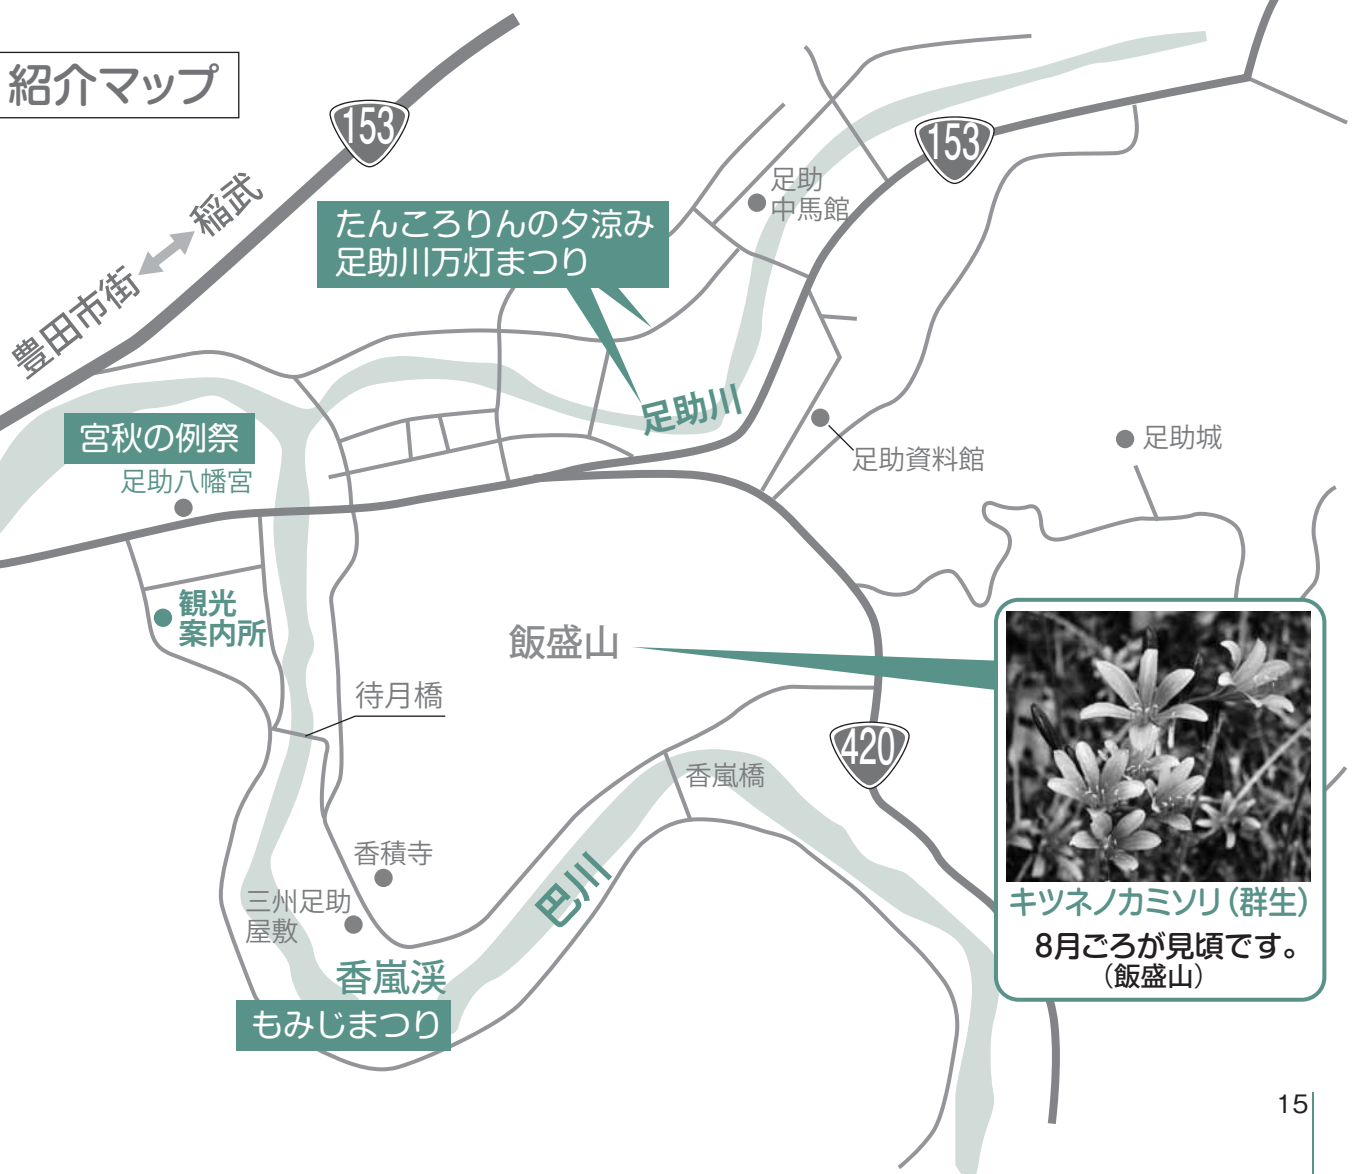 紹介マップ
153
153
稲武
豊田市街
足助
中馬館
たんころりんの夕涼み
足助川万灯まつり
足助川
宮秋の例祭
足助八幡宮
足助資料館
足助城
観光
案内所
飯盛山
待月橋
420
香嵐橋
香積寺
巴川
三州足助
屋敷
香嵐渓
もみじまつり
キツネノカミソリ(群生)
8月ごろが見頃です。
(飯盛山)
15